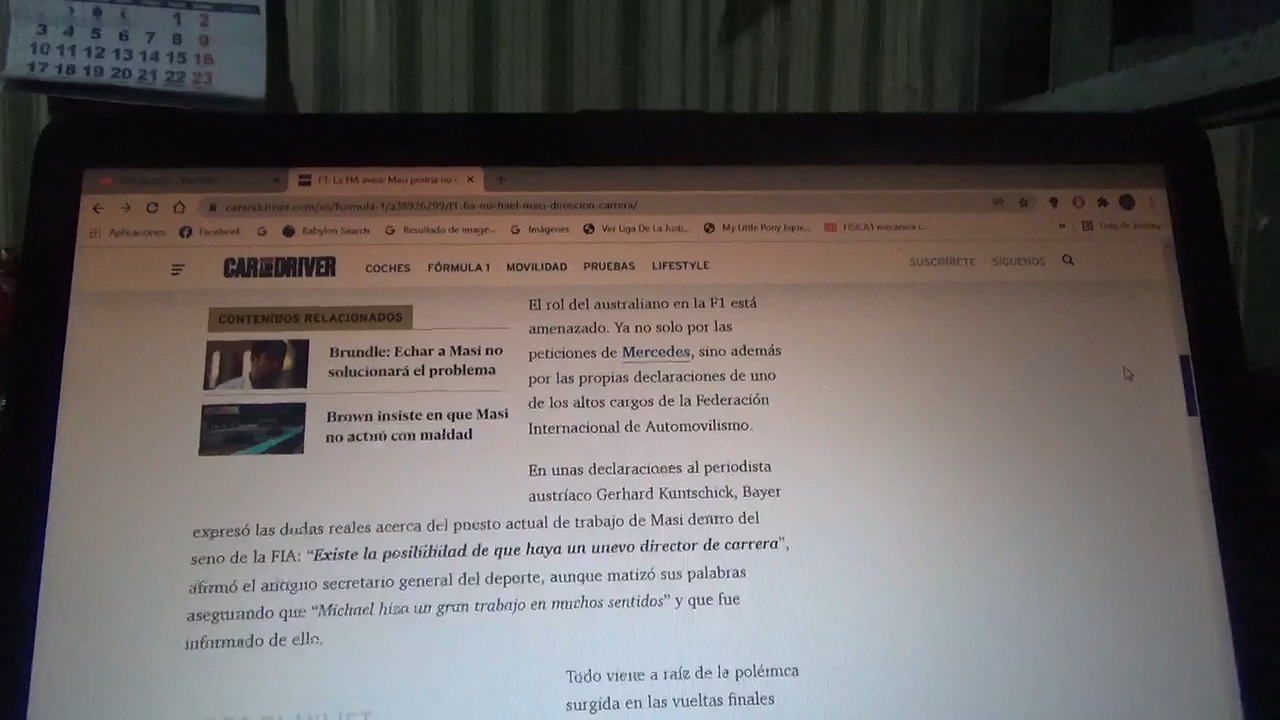 1 2
3 4 5 6 7 8 9
10 11 12 13 14 15 16
17 18 19 20 21 22 23
F1: La FIA avisa: Masi podría no c
caranddriver.com/es/formula-1/a38926299/f1-fia-michael-masi-direccion-carrera/
Aplicaciones Facebook G Babylon Search Resultado de image... Imágenes Ver Liga De La Justi... My Little Pony Eque... FISICA1 mecanica c... Lista de lectura
CAR AND DRIVER COCHES FÓRMULA 1 MOVILIDAD PRUEBAS LIFESTYLE SUSCRÍBETE SÍGUENOS
CONTENIDOS RELACIONADOS
Brundle: Echar a Masi no
solucionará el problema
Brown insiste en que Masi
no actuó con maldad
El rol del australiano en la F1 está
amenazado. Ya no solo por las
peticiones de Mercedes, sino además
por las propias declaraciones de uno
de los altos cargos de la Federación
Internacional de Automovilismo.
En unas declaraciones al periodista
austríaco Gerhard Kuntschick, Bayer
expresó las dudas reales acerca del puesto actual de trabajo de Masi dentro del
seno de la FIA: “Existe la posibilidad de que haya un nuevo director de carrera”,
afirmó el antiguo secretario general del deporte, aunque matizó sus palabras
asegurando que “Michael hizo un gran trabajo en muchos sentidos” y que fue
informado de ello.
Todo viene a raíz de la polémica
surgida en las vueltas finales